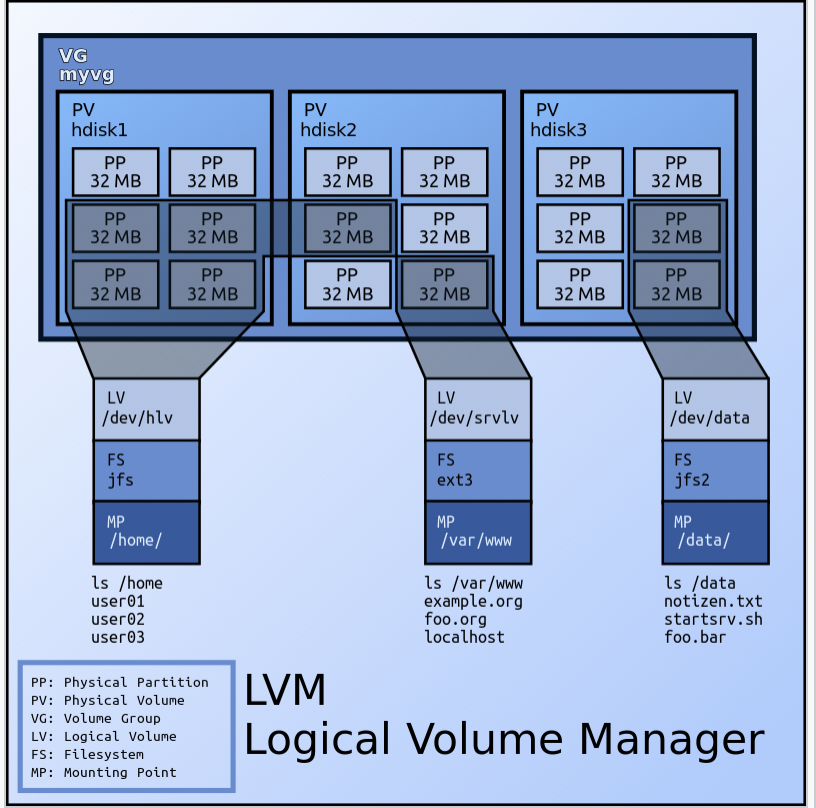 VG
myvg
PV
hdisk1
PP
32 MB
PP
32 MB
PP
32 MB
PP
32 MB
PP
32 MB
PP
32 MB
PV
hdisk2
PP
32 MB
PP
32 MB
PP
32 MB
PP
32 MB
PP
32 MB
PP
32 MB
PV
hdisk3
PP
32 MB
PP
32 MB
PP
32 MB
PP
32 MB
PP
32 MB
PP
32 MB
LV
/dev/hlv
FS
jfs
MP
/home/
ls /home
user01
user02
user03
LV
/dev/srvlv
FS
ext3
MP
/var/www
ls /var/www
example.org
foo.org
localhost
LV
/dev/data
FS
jfs2
MP
/data/
ls /data
notizen.txt
startsrv.sh
foo.bar
PP: Physical Partition
PV: Physical Volume
VG: Volume Group
LV: Logical Volume
FS: Filesystem
MP: Mounting Point
LVM
Logical Volume Manager